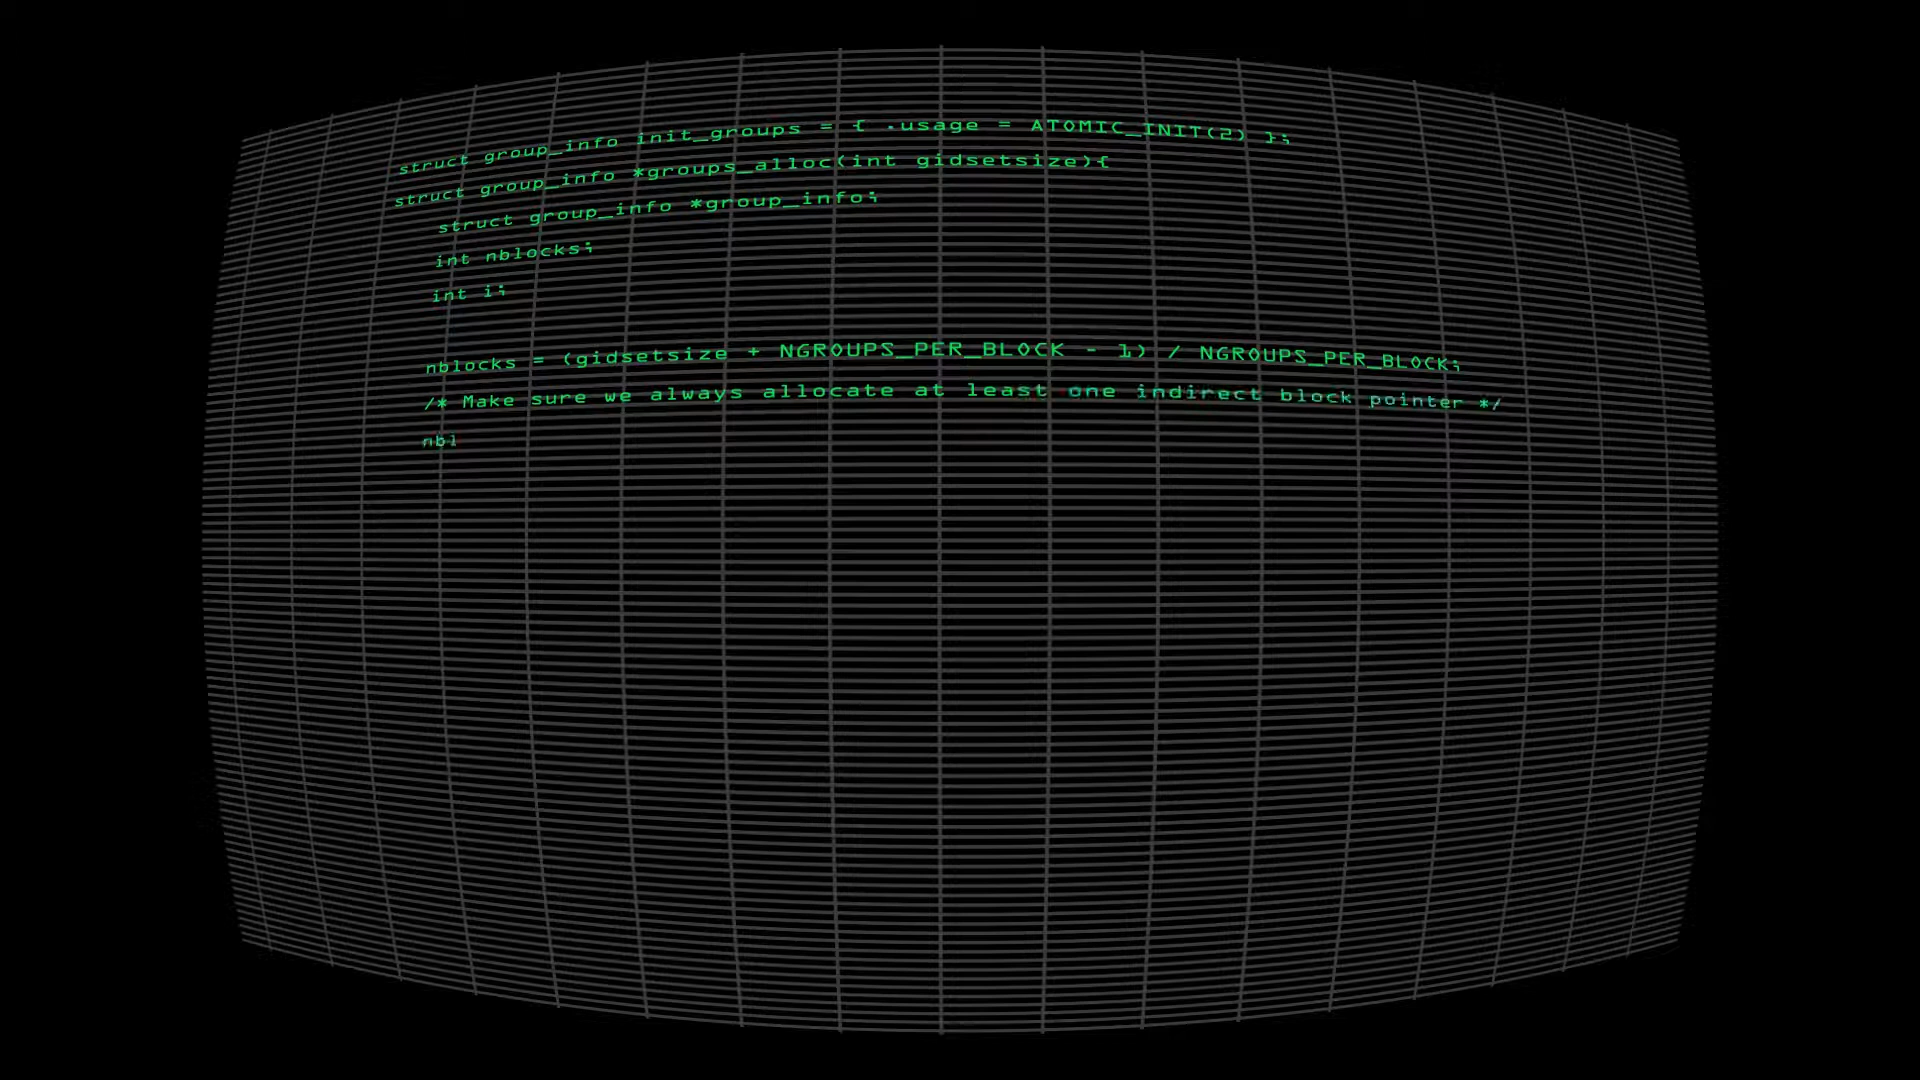 struct group_info init_groups = { .usage = ATOMIC_INIT(2) };
struct group_info *groups_alloc(int gidsetsize){
struct group_info *group_info;
int nblocks;
int i;
nblocks = (gidsetsize + NGROUPS_PER_BLOCK - 1) / NGROUPS_PER_BLOCK;
/* Make sure we always allocate at least one indirect block pointer */
nbl